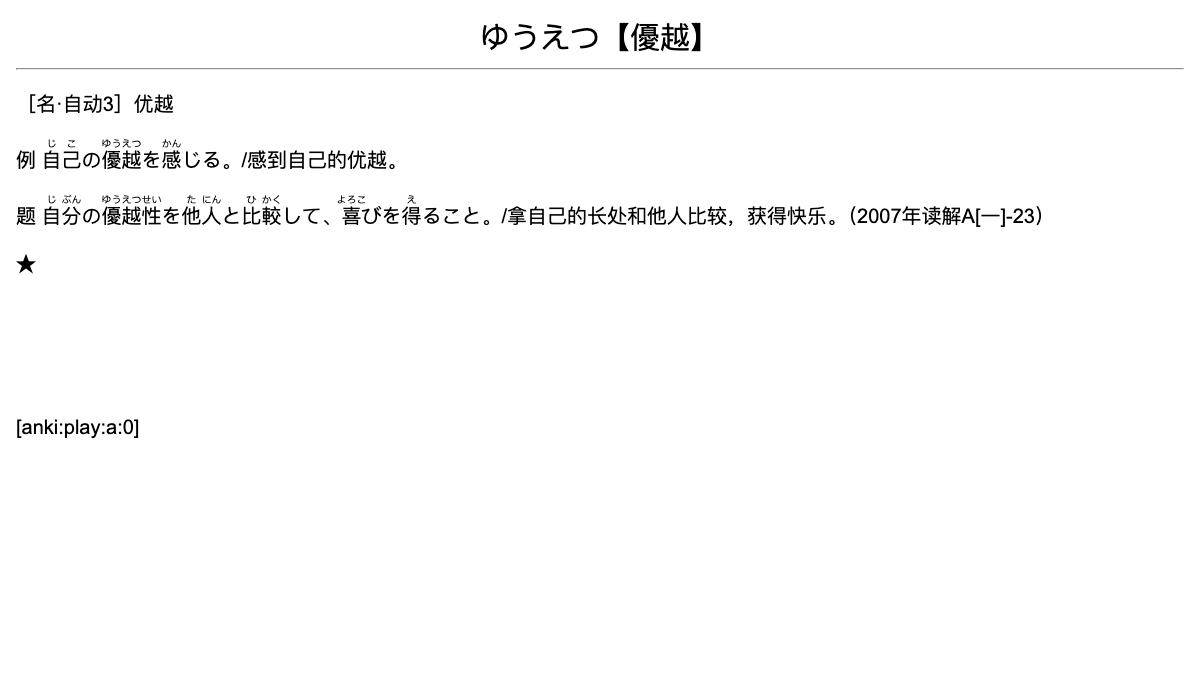 ゆうえつ【優越】
［名·自动3］优越
じ こ ゆうえつ かん
例 自己の優越を感じる。/感到自己的优越。
じ ぶん ゆうえつせい た にん ひ かく よろこ え
题 自分の優越性を他人と比較して、喜びを得ること。/拿自己的长处和他人比较，获得快乐。（2007年读解A[一]-23）
★
[anki:play:a:0]